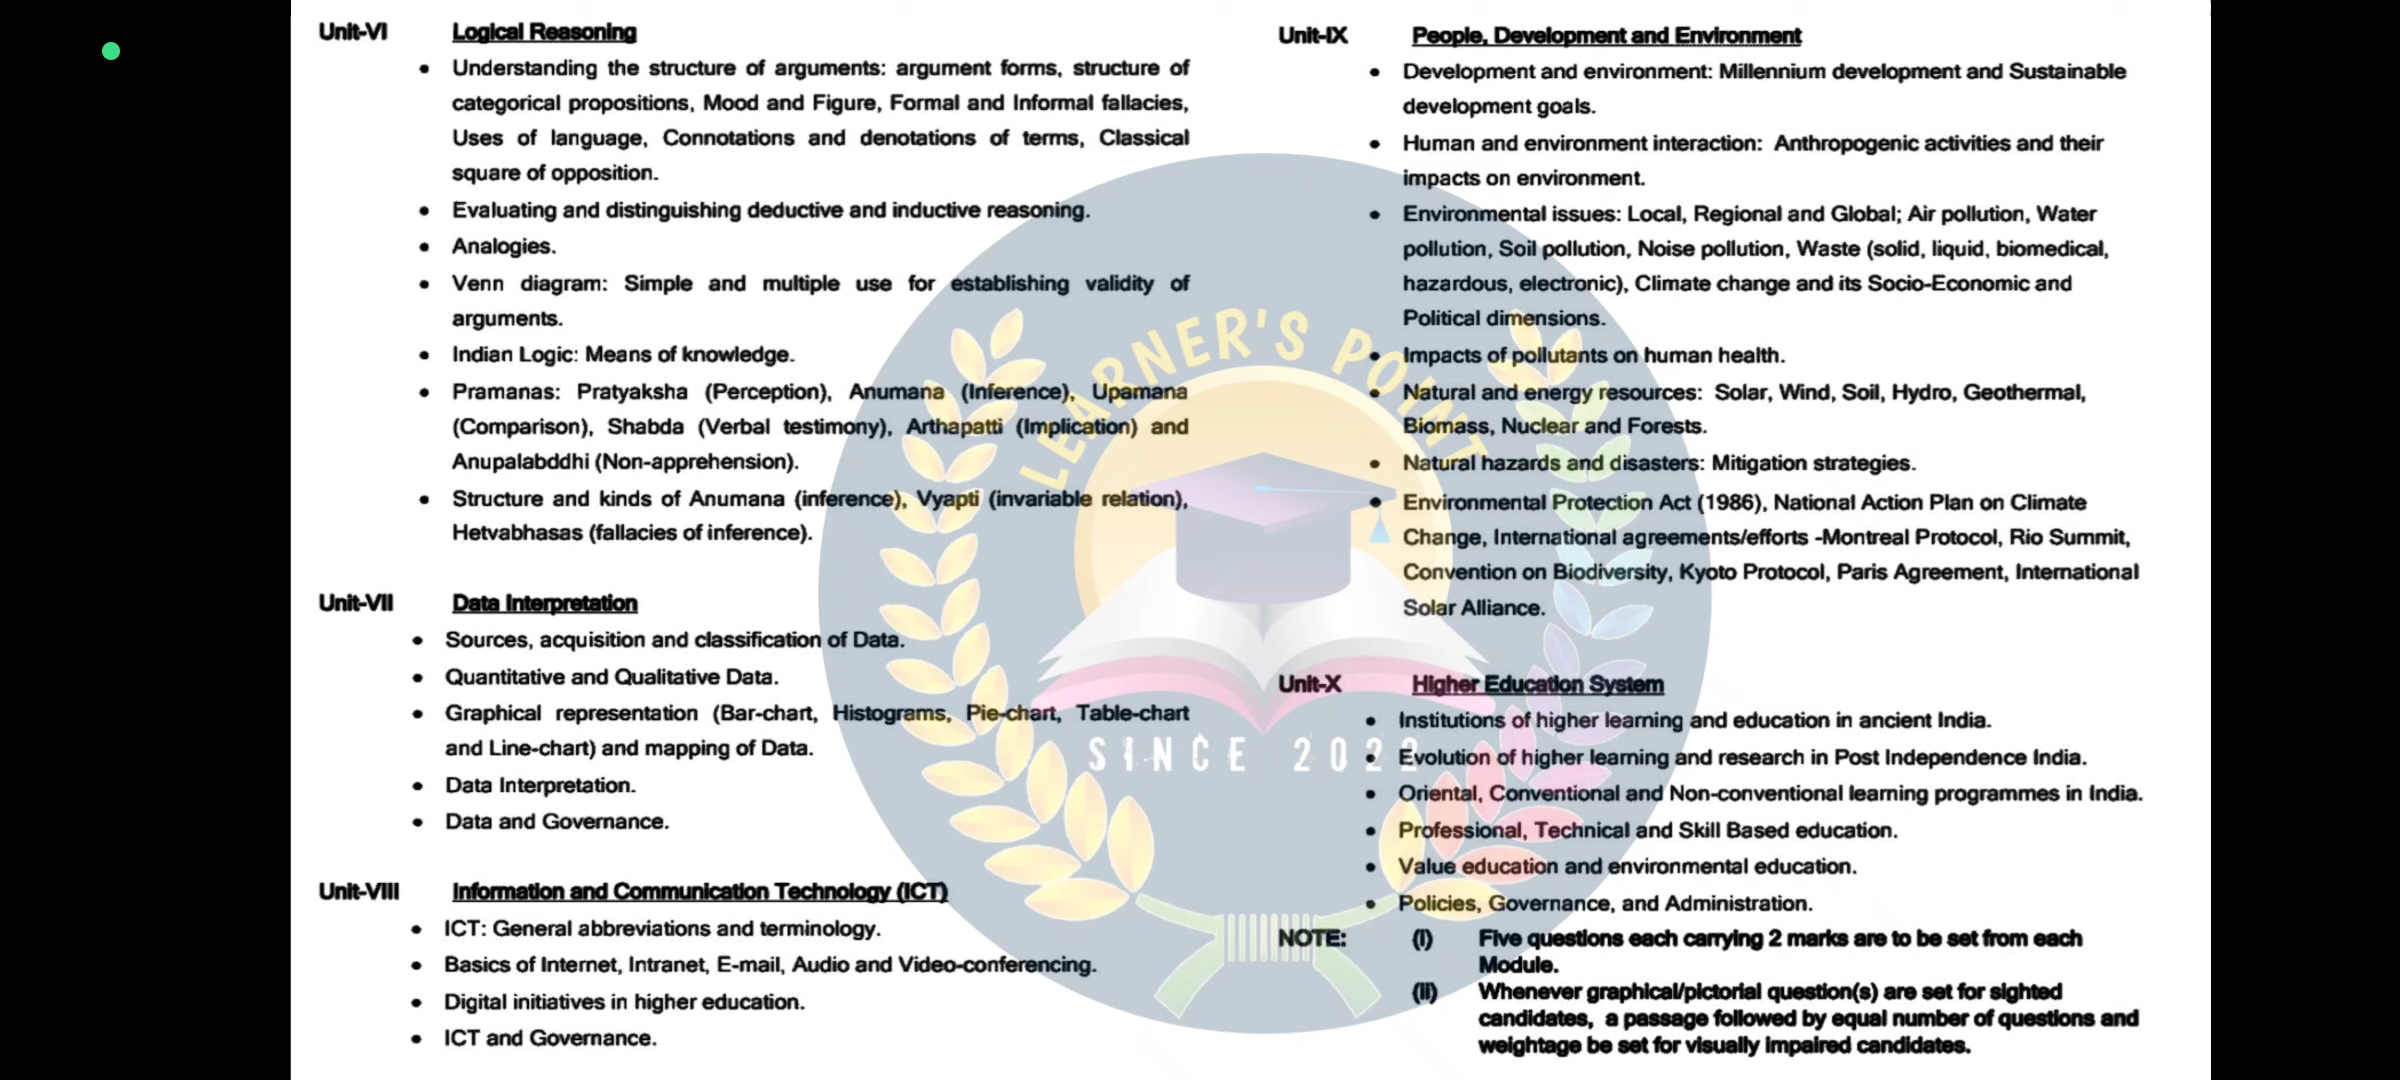 Unit-VI Logical Reasoning
• Understanding the structure of arguments: argument forms, structure of
categorical propositions, Mood and Figure, Formal and Informal fallacies,
Uses of language, Connotations and denotations of terms, Classical
square of opposition.
• Evaluating and distinguishing deductive and inductive reasoning.
• Analogies.
• Venn diagram: Simple and multiple use for establishing validity of
arguments.
• Indian Logic: Means of knowledge.
• Pramanas: Pratyaksha (Perception), Anumana (Inference), Upamana
(Comparison), Shabda (Verbal testimony), Arthapatti (Implication) and
Anupalabddhi (Non-apprehension).
• Structure and kinds of Anumana (inference), Vyapti (invariable relation),
Hetvabhasas (fallacies of inference).
Unit-VII Data Interpretation
• Sources, acquisition and classification of Data.
• Quantitative and Qualitative Data.
• Graphical representation (Bar-chart, Histograms, Pie-chart, Table-chart
and Line-chart) and mapping of Data.
• Data Interpretation.
• Data and Governance.
Unit-VIII Information and Communication Technology (ICT)
• ICT: General abbreviations and terminology.
• Basics of Internet, Intranet, E-mail, Audio and Video-conferencing.
• Digital initiatives in higher education.
• ICT and Governance.
Unit-IX People, Development and Environment
• Development and environment: Millennium development and Sustainable
development goals.
• Human and environment interaction: Anthropogenic activities and their
impacts on environment.
• Environmental issues: Local, Regional and Global; Air pollution, Water
pollution, Soil pollution, Noise pollution, Waste (solid, liquid, biomedical,
hazardous, electronic), Climate change and its Socio-Economic and
Political dimensions.
• Impacts of pollutants on human health.
• Natural and energy resources: Solar, Wind, Soil, Hydro, Geothermal,
Biomass, Nuclear and Forests.
• Natural hazards and disasters: Mitigation strategies.
• Environmental Protection Act (1986), National Action Plan on Climate
Change, International agreements/efforts -Montreal Protocol, Rio Summit,
Convention on Biodiversity, Kyoto Protocol, Paris Agreement, International
Solar Alliance.
Unit-X Higher Education System
• Institutions of higher learning and education in ancient India.
• Evolution of higher learning and research in Post Independence India.
• Oriental, Conventional and Non-conventional learning programmes in India.
• Professional, Technical and Skill Based education.
• Value education and environmental education.
• Policies, Governance, and Administration.
NOTE: (i) Five questions each carrying 2 marks are to be set from each
Module.
(ii) Whenever graphical/pictorial question(s) are set for sighted
candidates, a passage followed by equal number of questions and
weightage be set for visually impaired candidates.
LEARNER'S POINT
SINCE 2022